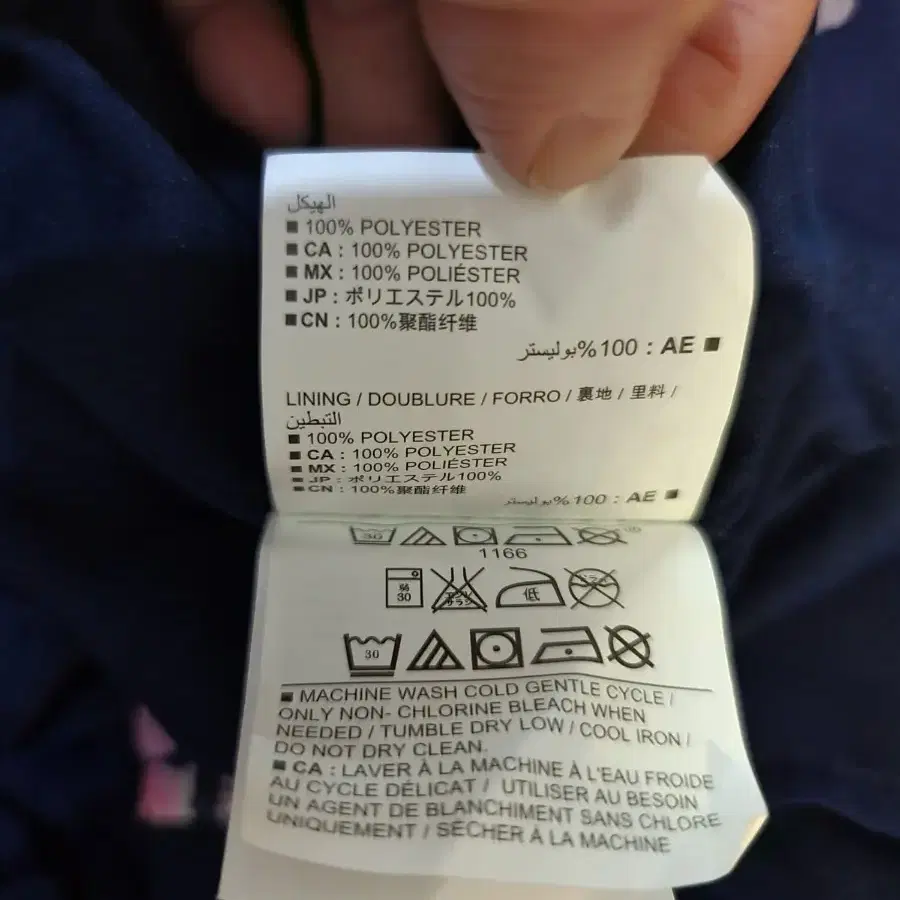 الهيكل
■ 100% POLYESTER
■ CA : 100% POLYESTER
■ MX : 100% POLIÉSTER
■ JP : ポリエステル100%
■ CN : 100%聚酯纤维
■ AE : 100%بوليستر
LINING / DOUBLURE / FORRO / 裏地 / 里料 /
التبطين
■ 100% POLYESTER
■ CA : 100% POLYESTER
■ MX : 100% POLIÉSTER
■ JP : ポリエステル100%
■ CN : 100%聚酯纤维
■ AE : 100%بوليستر
30
1166
30 低
30
■ MACHINE WASH COLD GENTLE CYCLE /
ONLY NON- CHLORINE BLEACH WHEN
NEEDED / TUMBLE DRY LOW / COOL IRON /
DO NOT DRY CLEAN.
■ CA : LAVER À LA MACHINE À L'EAU FROIDE
AU CYCLE DÉLICAT / UTILISER AU BESOIN
UN AGENT DE BLANCHIMENT SANS CHLORE
UNIQUEMENT / SÉCHER À LA MACHINE